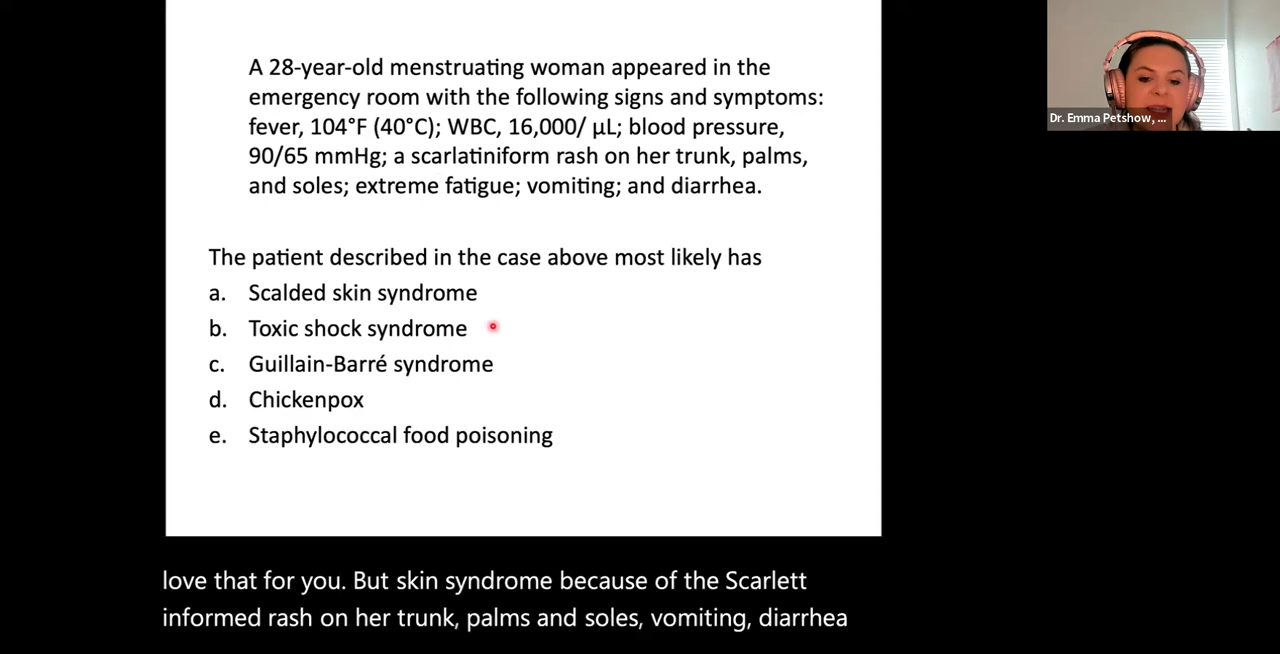 A 28-year-old menstruating woman appeared in the
emergency room with the following signs and symptoms:
fever, 104°F (40°C); WBC, 16,000/ µL; blood pressure,
90/65 mmHg; a scarlatiniform rash on her trunk, palms,
and soles; extreme fatigue; vomiting; and diarrhea.
Dr. Emma Petshow, ...
The patient described in the case above most likely has
a. Scalded skin syndrome
b. Toxic shock syndrome
c. Guillain-Barré syndrome
d. Chickenpox
e. Staphylococcal food poisoning
love that for you. But skin syndrome because of the Scarlett
informed rash on her trunk, palms and soles, vomiting, diarrhea